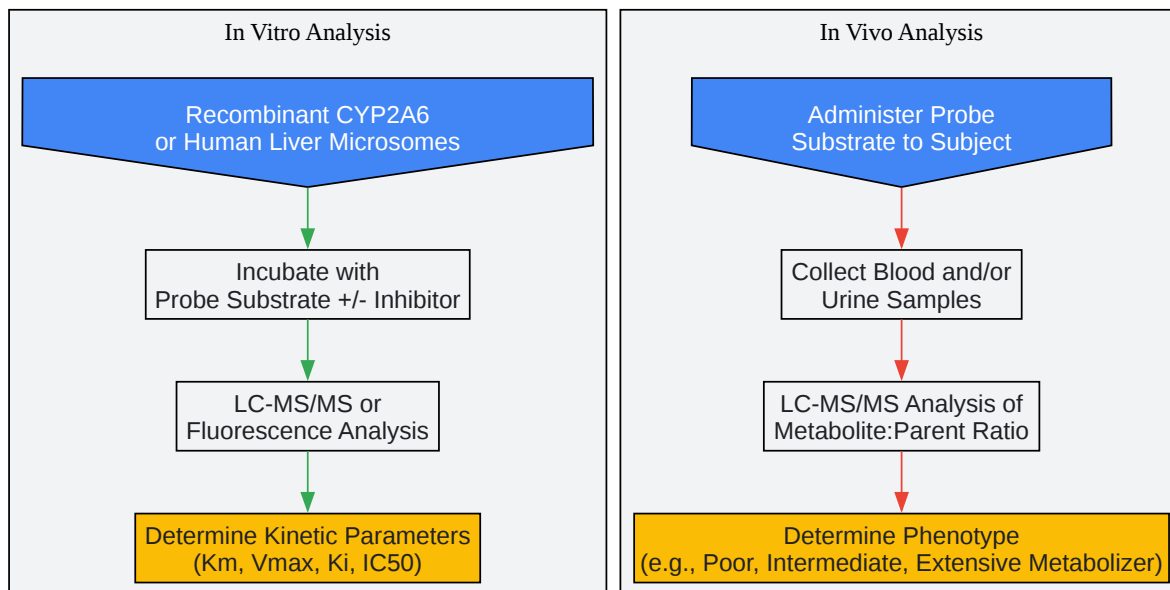 In Vitro Analysis
Recombinant CYP2A6
or Human Liver Microsomes
Incubate with
Probe Substrate +/- Inhibitor
LC-MS/MS or
Fluorescence Analysis
Determine Kinetic Parameters
(Km, Vmax, Ki, IC50)
In Vivo Analysis
Administer Probe
Substrate to Subject
Collect Blood and/or
Urine Samples
LC-MS/MS Analysis of
Metabolite:Parent Ratio
Determine Phenotype
(e.g., Poor, Intermediate, Extensive Metabolizer)